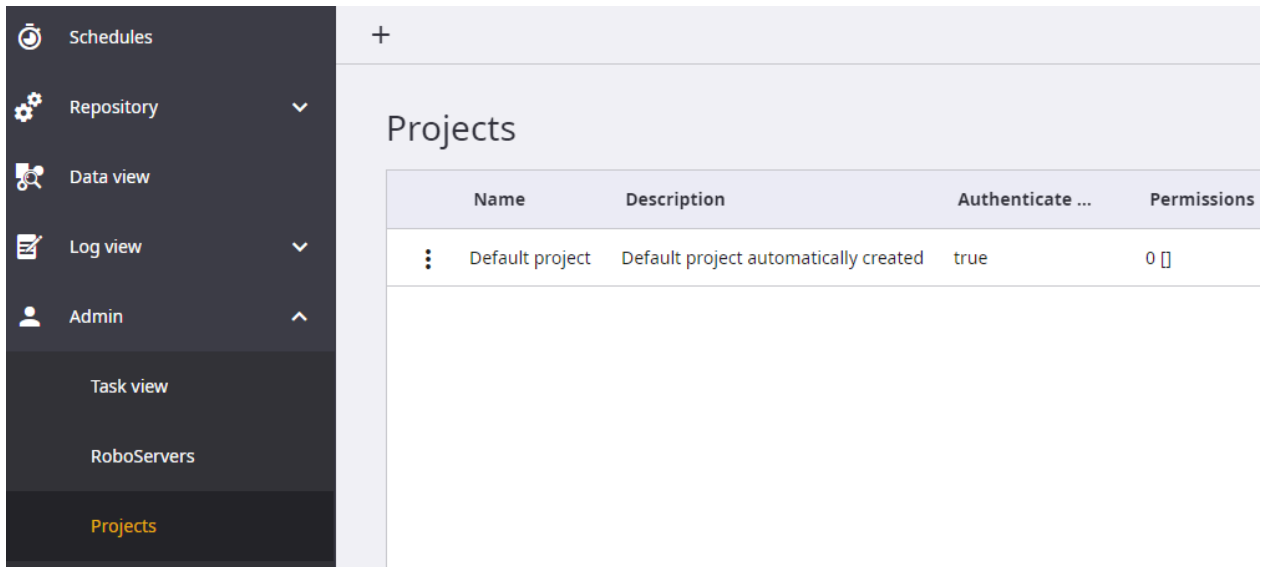 Schedules
+
Repository
Projects
Data view
Name Description Authenticate ... Permissions
Log view
Default project Default project automatically created true 0 []
Admin
Task view
RoboServers
Projects